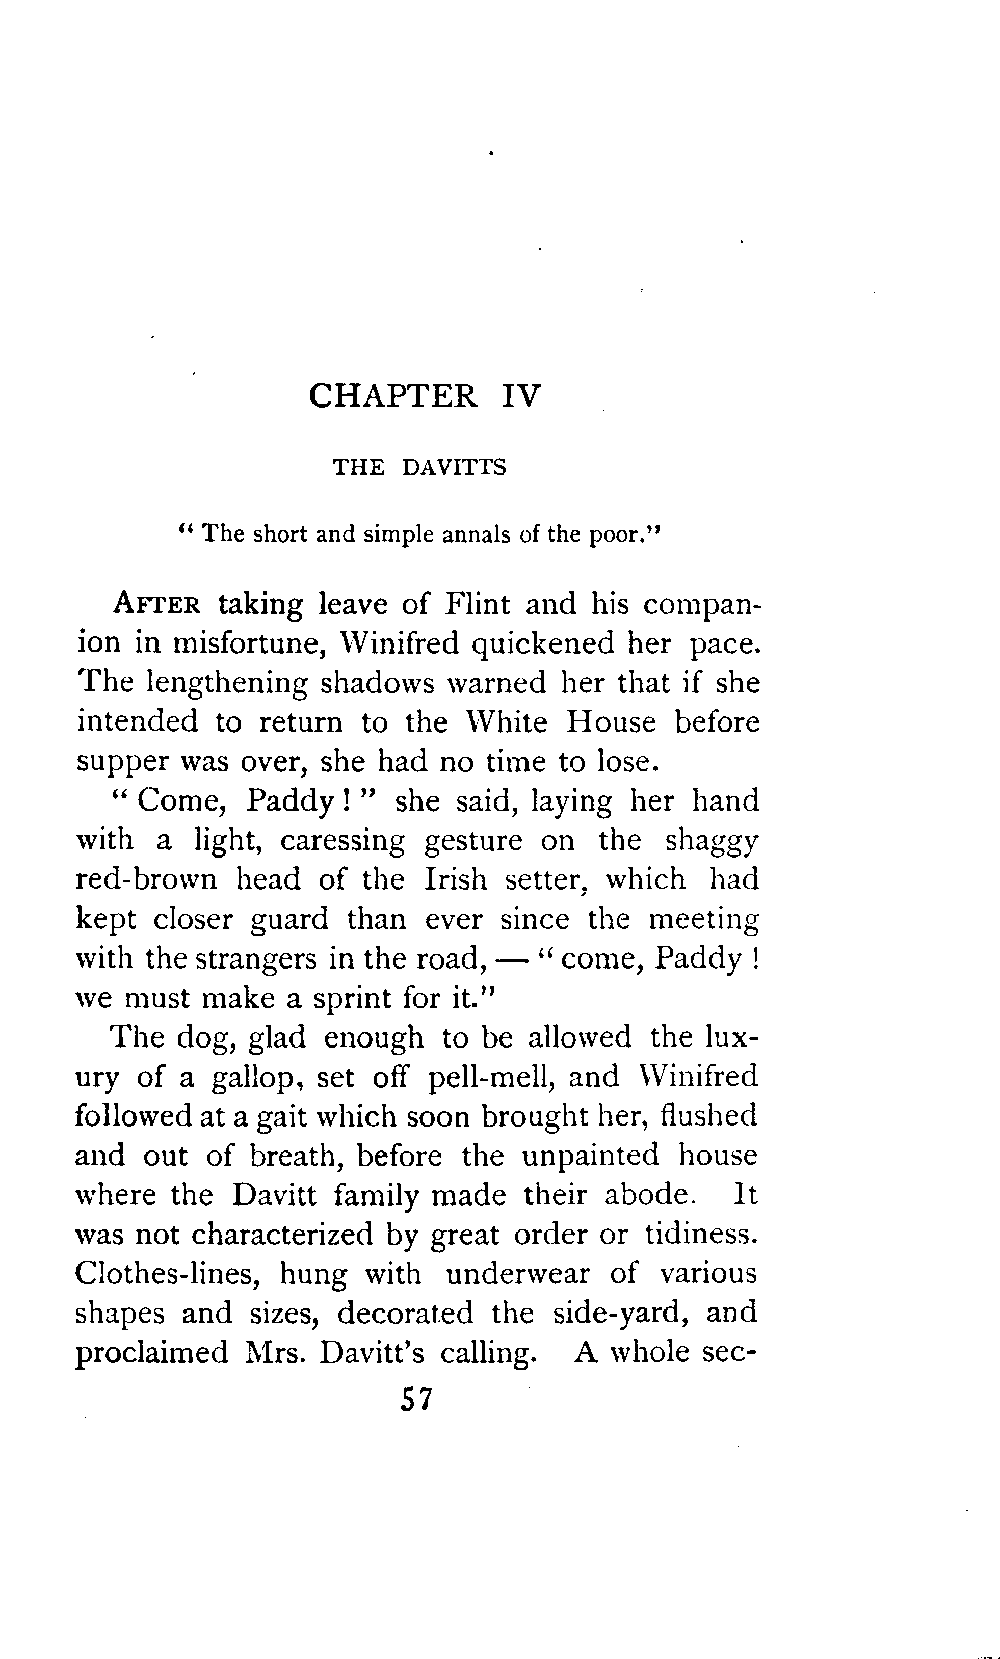 CHAPTER IV
THE DAVITTS
“ The short and simple annals of the poor.”
AFTER taking leave of Flint and his compan-
ion in misfortune, Winifred quickened her pace.
The lengthening shadows warned her that if she
intended to return to the White House before
supper was over, she had no time to lose.
“ Come, Paddy ! ” she said, laying her hand
with a light, caressing gesture on the shaggy
red-brown head of the Irish setter, which had
kept closer guard than ever since the meeting
with the strangers in the road, — “ come, Paddy !
we must make a sprint for it.”
The dog, glad enough to be allowed the lux-
ury of a gallop, set off pell-mell, and Winifred
followed at a gait which soon brought her, flushed
and out of breath, before the unpainted house
where the Davitt family made their abode. It
was not characterized by great order or tidiness.
Clothes-lines, hung with underwear of various
shapes and sizes, decorated the side-yard, and
proclaimed Mrs. Davitt’s calling. A whole sec-
57